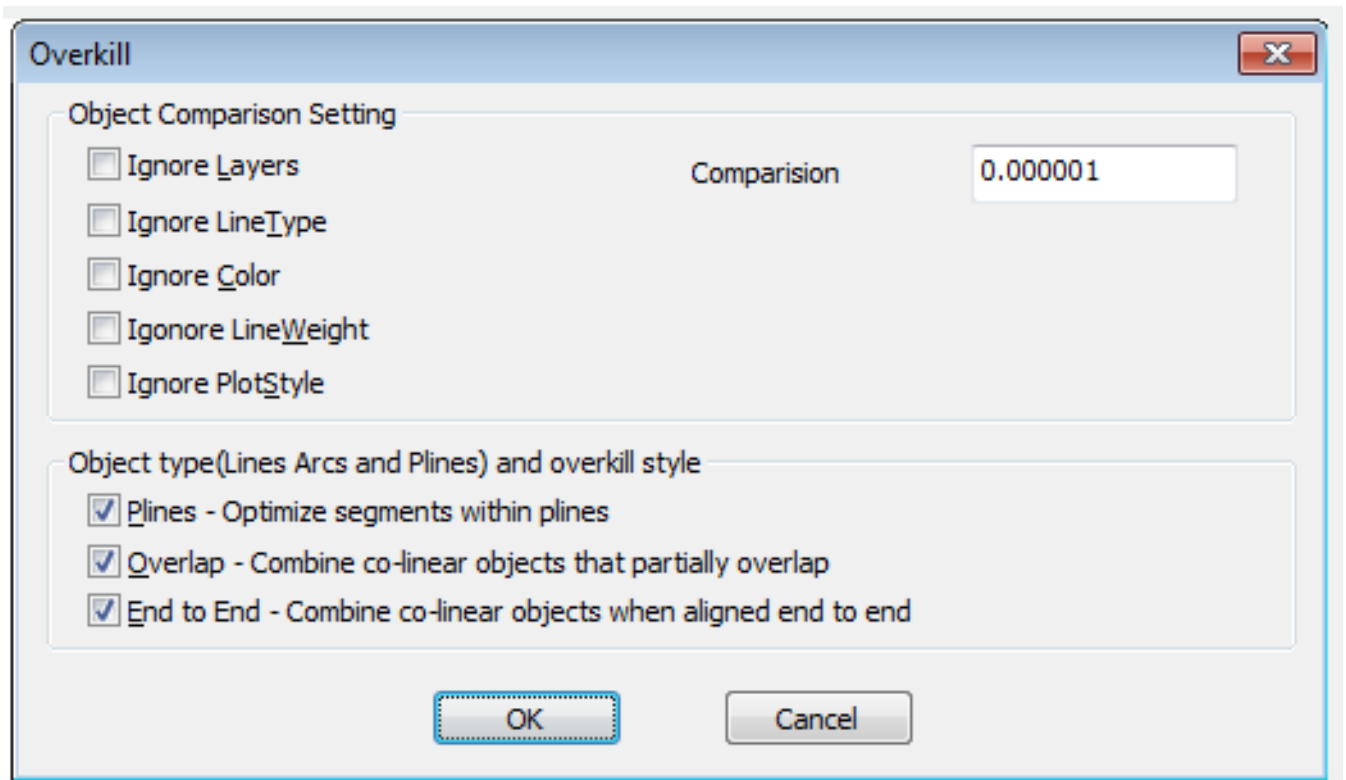 Overkill
Object Comparison Setting
Ignore Layers
Comparision 0.000001
Ignore LineType
Ignore Color
Igonore LineWeight
Ignore PlotStyle
Object type(Lines Arcs and Plines) and overkill style
Plines - Optimize segments within plines
Overlap - Combine co-linear objects that partially overlap
End to End - Combine co-linear objects when aligned end to end
OK Cancel